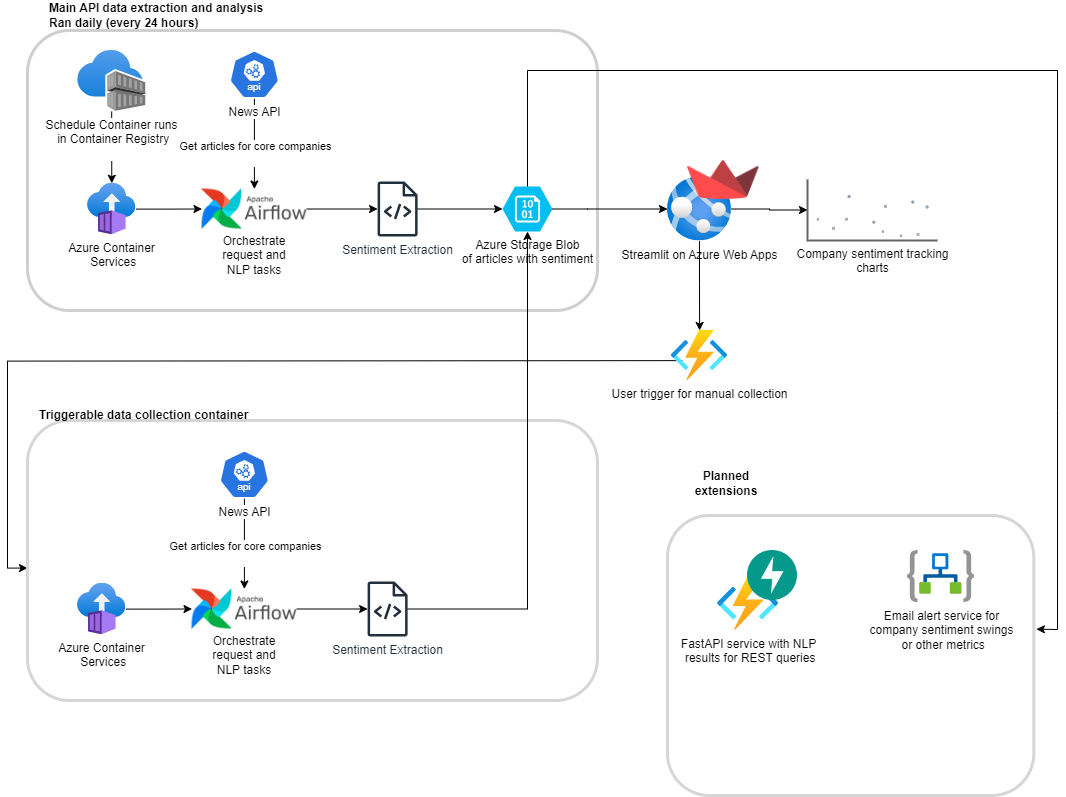 Main API data extraction and analysis
Ran daily (every 24 hours)
Schedule Container runs
in Container Registry
api
News API
Get articles for core companies
Azure Container
Services
Apache
Airflow
Orchestrate
request and
NLP tasks
</>
Sentiment Extraction
10
01
Azure Storage Blob
of articles with sentiment
Streamlit on Azure Web Apps
Company sentiment tracking
charts
User trigger for manual collection
Triggerable data collection container
api
News API
Get articles for core companies
Azure Container
Services
Apache
Airflow
Orchestrate
request and
NLP tasks
</>
Sentiment Extraction
Planned
extensions
FastAPI service with NLP
results for REST queries
Email alert service for
company sentiment swings
or other metrics